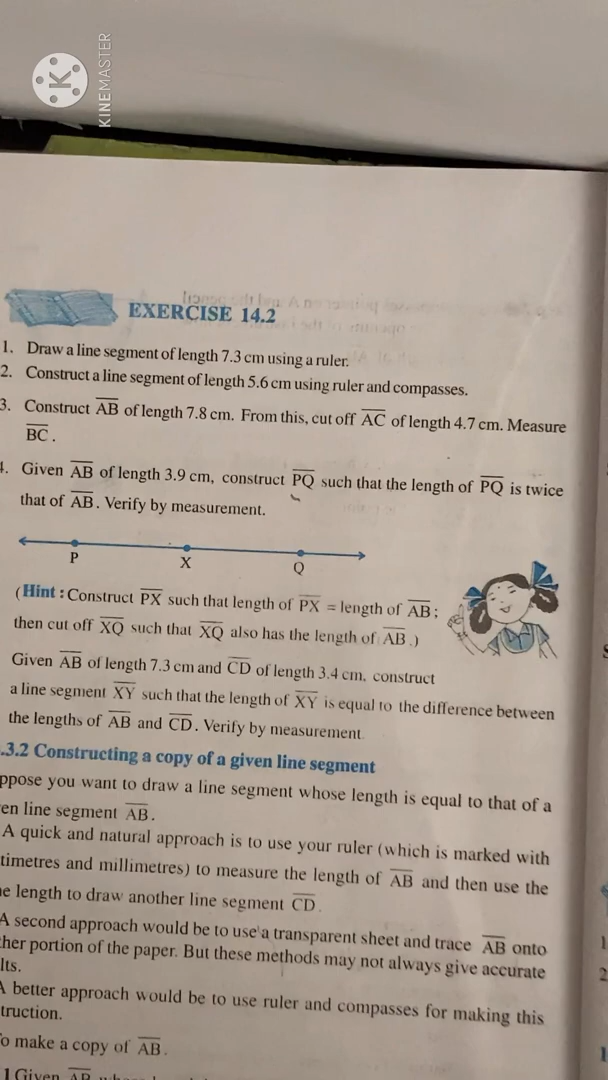 KINEMASTER
EXERCISE 14.2
1. Draw a line segment of length 7.3 cm using a ruler.
2. Construct a line segment of length 5.6 cm using ruler and compasses.
3. Construct AB of length 7.8 cm. From this, cut off AC of length 4.7 cm. Measure
BC.
4. Given AB of length 3.9 cm, construct PQ such that the length of PQ is twice
that of AB. Verify by measurement.
P X Q
(Hint : Construct PX such that length of PX = length of AB;
then cut off XQ such that XQ also has the length of AB.)
Given AB of length 7.3 cm and CD of length 3.4 cm, construct
a line segment XY such that the length of XY is equal to the difference between
the lengths of AB and CD. Verify by measurement.
.3.2 Constructing a copy of a given line segment
ppose you want to draw a line segment whose length is equal to that of a
en line segment AB.
A quick and natural approach is to use your ruler (which is marked with
timetres and millimetres) to measure the length of AB and then use the
e length to draw another line segment CD.
A second approach would be to use a transparent sheet and trace AB onto
ther portion of the paper. But these methods may not always give accurate
lts.
A better approach would be to use ruler and compasses for making this
truction.
o make a copy of AB.
1 Given AB
1
2
1